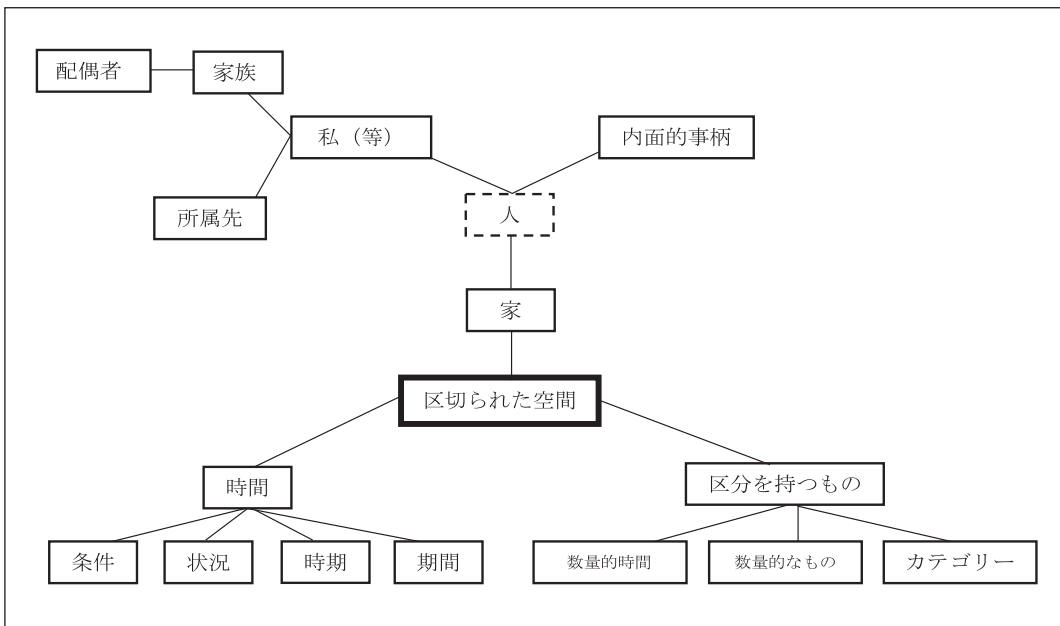 配偶者
家族
私（等）
内面的事柄
所属先
人
家
区切られた空間
時間
区分を持つもの
条件
状況
時期
期間
数量的時間
数量的なもの
カテゴリー